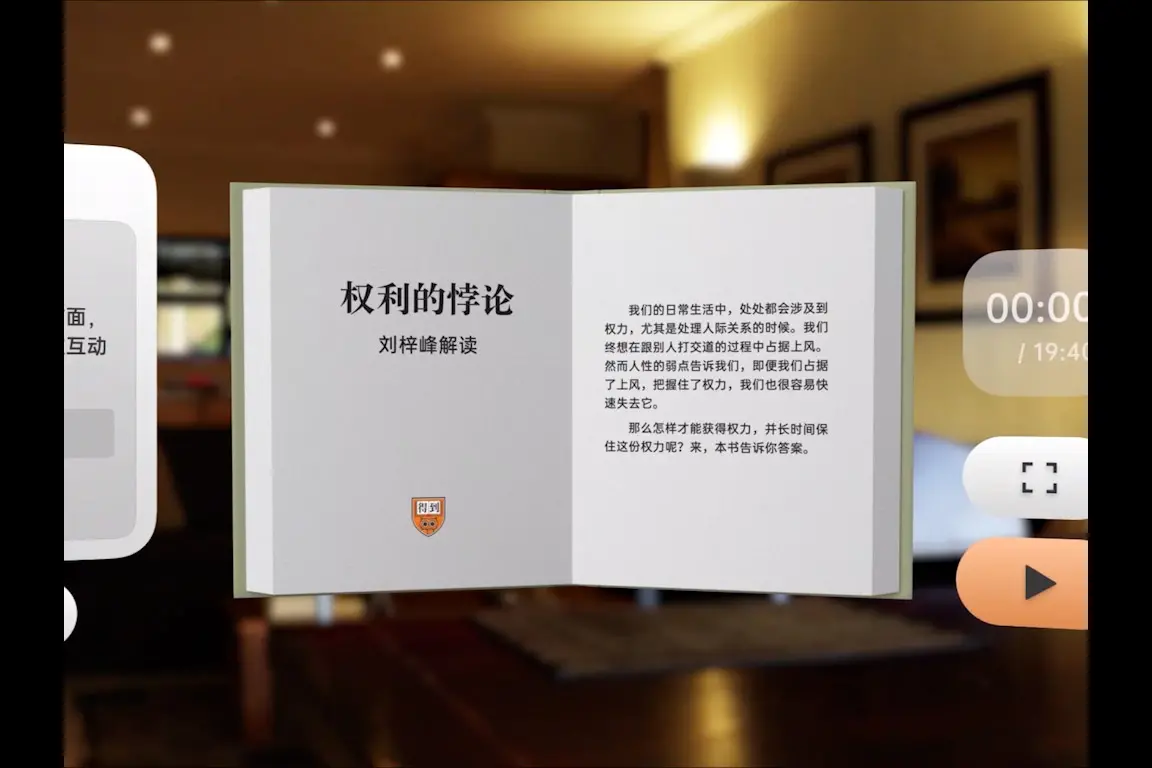 面，
互动
权利的悖论
刘梓峰解读
得到
我们的日常生活中，处处都会涉及到
权力，尤其是处理人际关系的时候。我们
终想在跟别人打交道的过程中占据上风。
然而人性的弱点告诉我们，即便我们占据
了上风，把握住了权力，我们也很容易快
速失去它。
那么怎样才能获得权力，并长时间保
住这份权力呢？来，本书告诉你答案。
00:00
/ 19:40